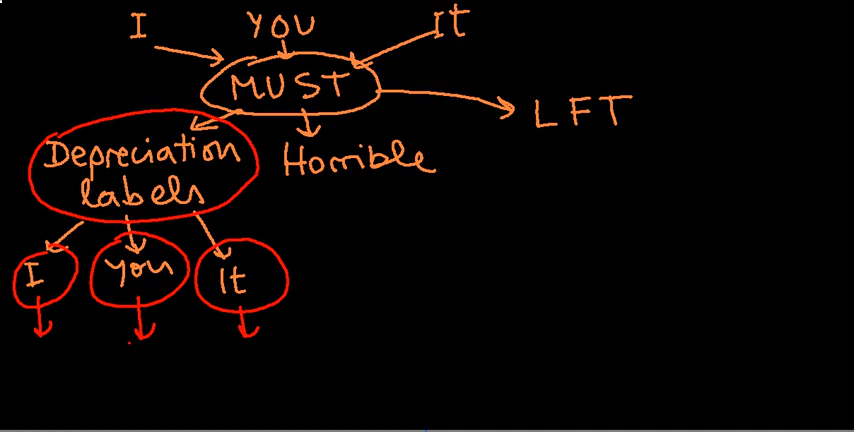 I YOU It
MUST
LFT
Depreciation Horrible
labels
I you It